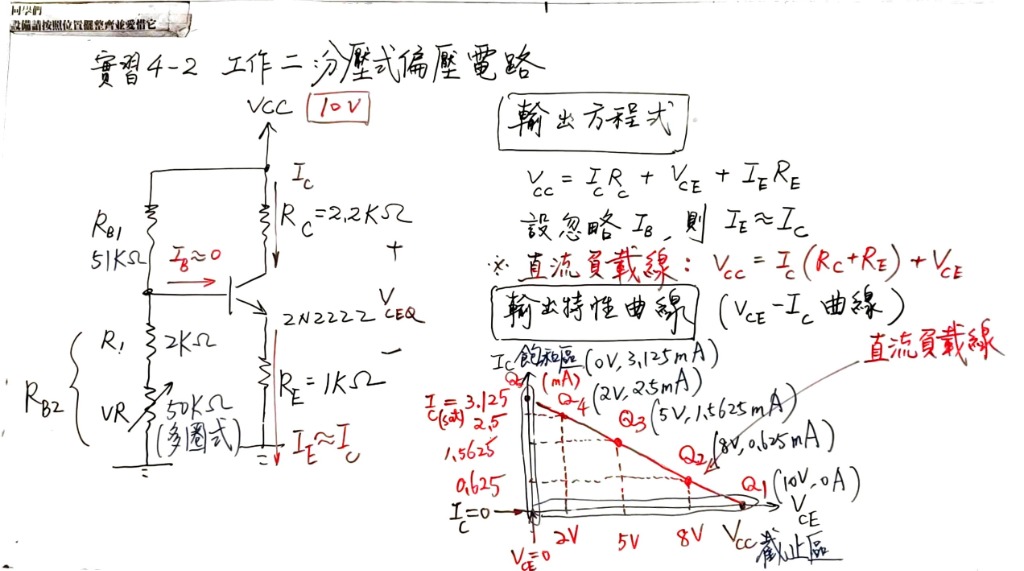 同學們
設備請按照位置擺整齊並愛惜它
實習4-2 工作二 分壓式偏壓電路
VCC 10V
IC
RB1
51KΩ
RC=2.2KΩ
IB≈0
+
VCEQ
−
2N2222
R1
2KΩ
RB2
VR
50KΩ
(多圈式)
RE=1KΩ
IE≈IC
輸出方程式
VCC = ICRC + VCE + IERE
設忽略 IB, 則 IE≈IC
※ 直流負載線: VCC = IC(RC+RE) + VCE
輸出特性曲線 (VCE-IC 曲線)
直流負載線
IC 飽和區 (0V, 3.125mA)
Q5 (mA) Q4 (2V, 2.5mA)
IC(sat) = 3.125
2.5
Q3 (5V, 1.5625mA)
1.5625
Q2 (8V, 0.625mA)
0.625
Q1 (10V, 0A)
IC=0
VCE
VCE=0
2V 5V 8V VCC 截止區